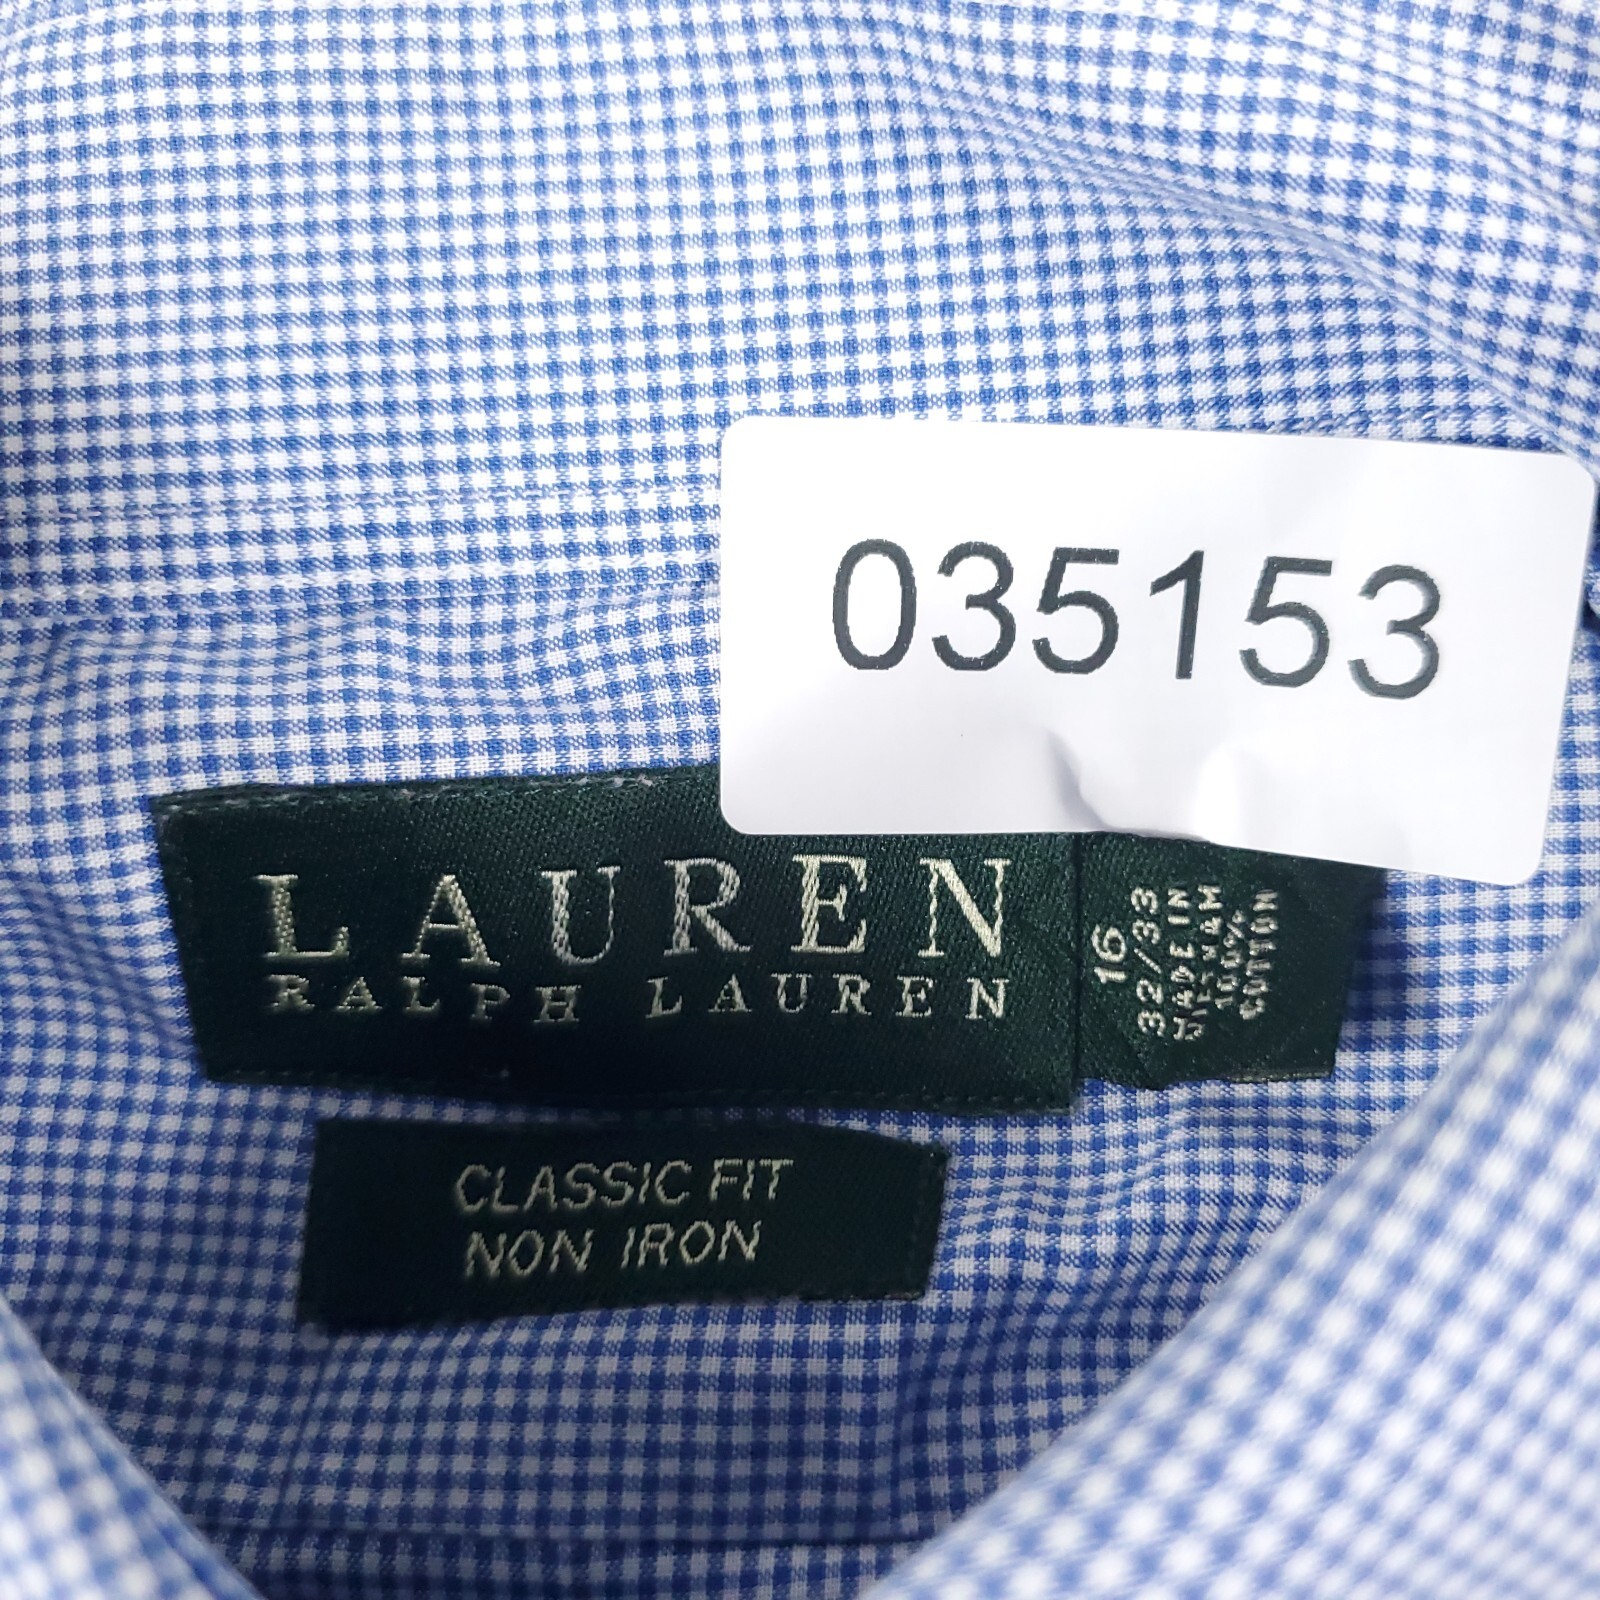 035153
LAUREN
RALPH LAUREN
16
32/33
MADE IN
VIETNAM
100%
COTTON
CLASSIC FIT
NON IRON